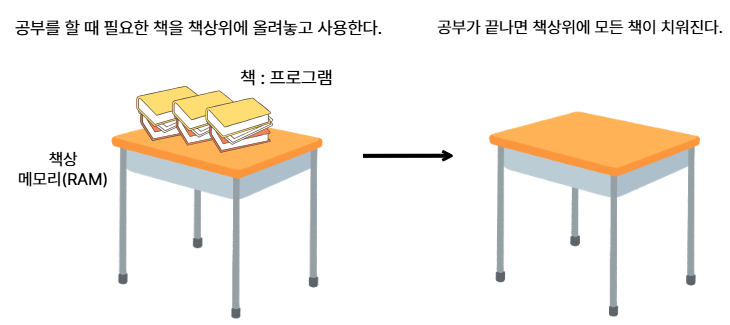 공부를 할 때 필요한 책을 책상위에 올려놓고 사용한다.
공부가 끝나면 책상위에 모든 책이 치워진다.
책 : 프로그램
책상
메모리(RAM)